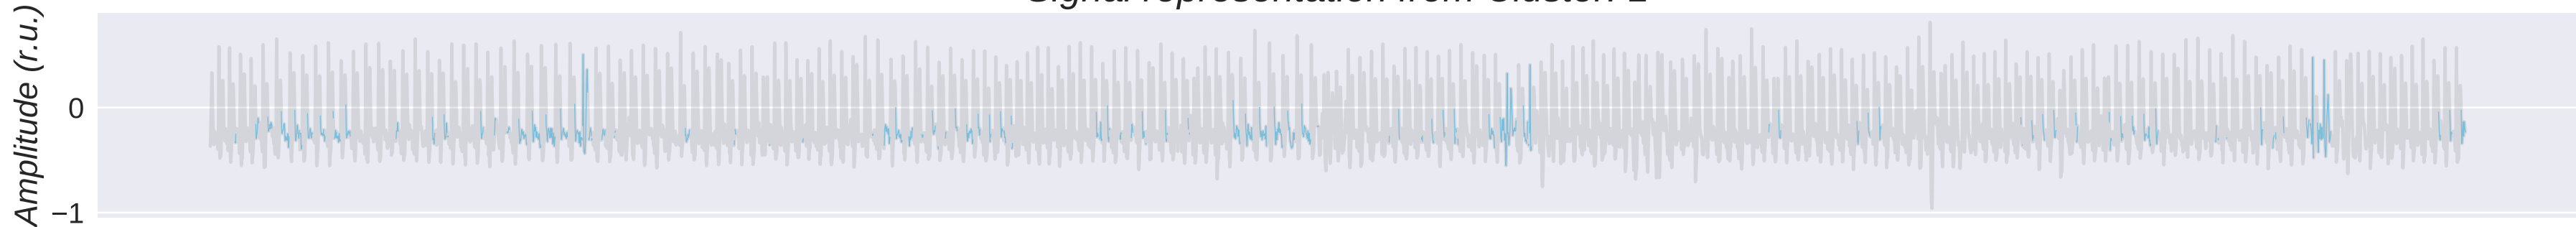 Signal representation from Cluster: 1
Amplitude (r.u.)
0
−1